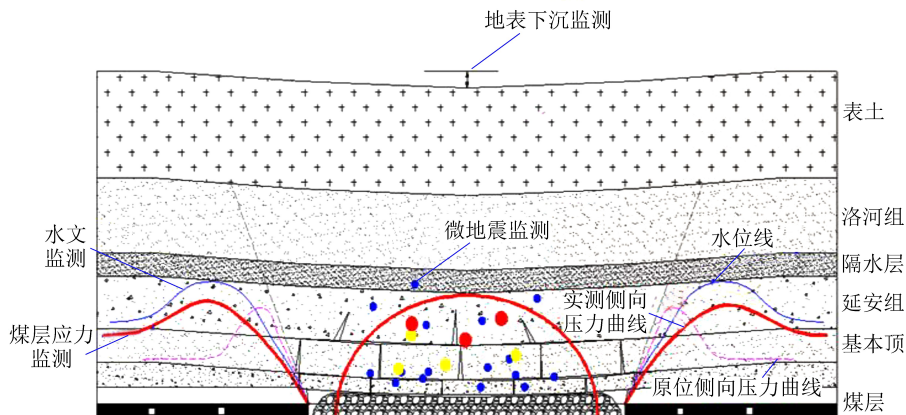 地表下沉监测
表土
洛河组
水文
监测
微地震监测
水位线
隔水层
实测侧向
压力曲线
延安组
煤层应力
监测
基本顶
原位侧向压力曲线
煤层